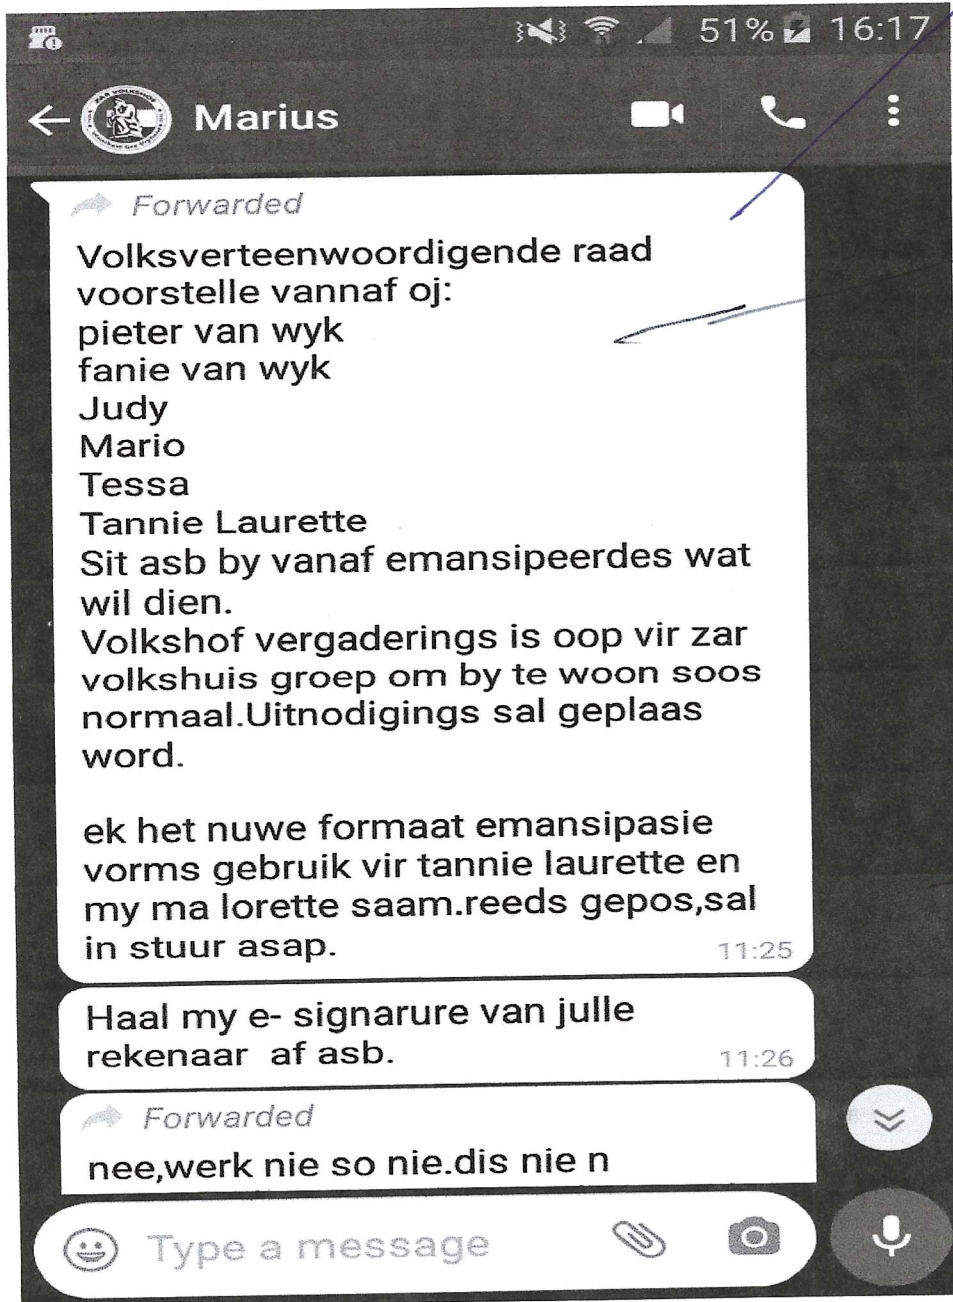 51% 16:17
Marius
ZAR VOLKSHOF
Forwarded
Volksverteenwoordigende raad
voorstelle vannaf oj:
pieter van wyk
fanie van wyk
Judy
Mario
Tessa
Tannie Laurette
Sit asb by vanaf emansipeerdes wat
wil dien.
Volkshof vergaderings is oop vir zar
volkshuis groep om by te woon soos
normaal.Uitnodigings sal geplaas
word.
ek het nuwe formaat emansipasie
vorms gebruik vir tannie laurette en
my ma lorette saam.reeds gepos,sal
in stuur asap.
11:25
Haal my e- signarure van julle
rekenaar af asb.
11:26
Forwarded
nee,werk nie so nie.dis nie n
Type a message